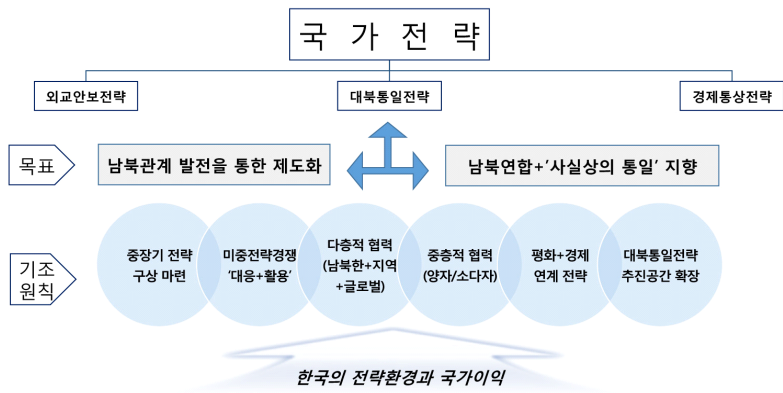 국 가 전 략
외교안보전략
대북통일전략
경제통상전략
목표
남북관계 발전을 통한 제도화
남북연합+'사실상의 통일' 지향
기조
원칙
중장기 전략
구상 마련
미중전략경쟁
'대응+활용'
다층적 협력
(남북한+지역
+글로벌)
중층적 협력
(양자/소다자)
평화+경제
연계 전략
대북통일전략
추진공간 확장
한국의 전략환경과 국가이익